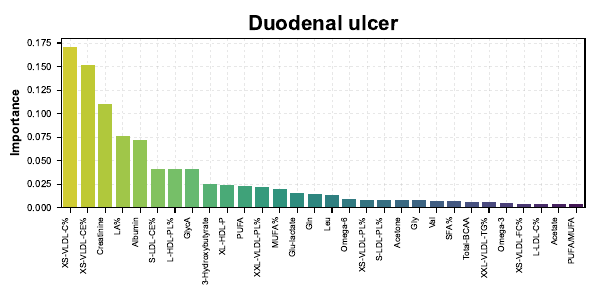 Duodenal ulcer
Importance
0.175
0.150
0.125
0.100
0.075
0.050
0.025
0.000
XS-VLDL-C%
XS-VLDL-CE%
Creatinine
LA%
Albumin
S-LDL-CE%
L-HDL-PL%
GlycA
3-Hydroxybutyrate
XL-HDL-P
PUFA
XXL-VLDL-PL%
MUFA%
Glu-lactate
Gln
Leu
Omega-6
XS-VLDL-PL%
S-LDL-PL%
Acetone
Gly
Val
SFA%
Total-BCAA
XXL-VLDL-TG%
Omega-3
XS-VLDL-FC%
L-LDL-C%
Acetate
PUFA/MUFA